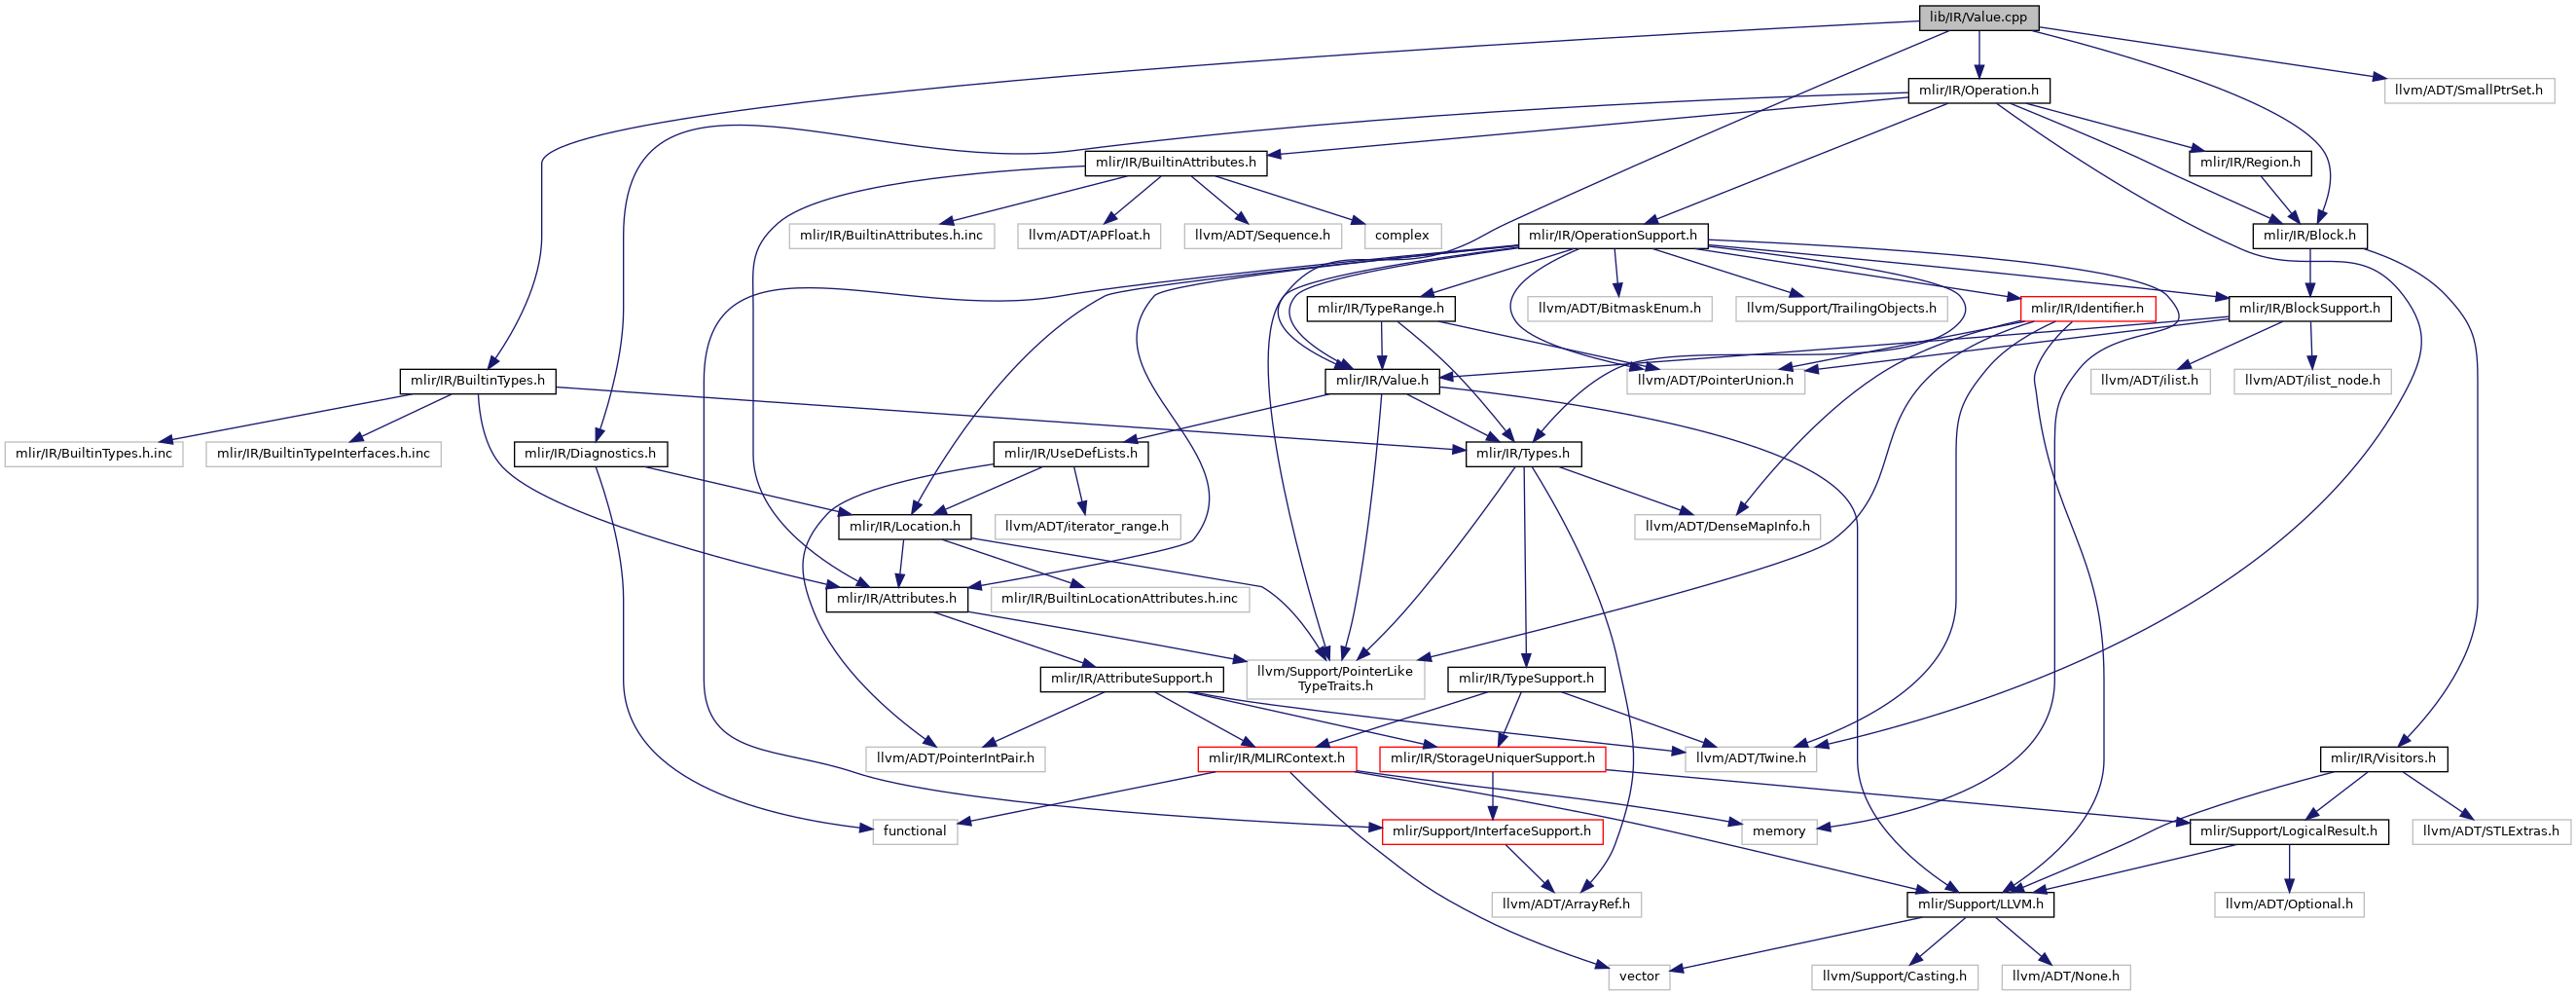 lib/IR/Value.cpp
mlir/IR/Operation.h
llvm/ADT/SmallPtrSet.h
mlir/IR/BuiltinAttributes.h
mlir/IR/Region.h
mlir/IR/BuiltinAttributes.h.inc
llvm/ADT/APFloat.h
llvm/ADT/Sequence.h
complex
mlir/IR/OperationSupport.h
mlir/IR/Block.h
mlir/IR/TypeRange.h
llvm/ADT/BitmaskEnum.h
llvm/Support/TrailingObjects.h
mlir/IR/Identifier.h
mlir/IR/BlockSupport.h
mlir/IR/BuiltinTypes.h
mlir/IR/Value.h
llvm/ADT/PointerUnion.h
llvm/ADT/ilist.h
llvm/ADT/ilist_node.h
mlir/IR/BuiltinTypes.h.inc
mlir/IR/BuiltinTypeInterfaces.h.inc
mlir/IR/Diagnostics.h
mlir/IR/UseDefLists.h
mlir/IR/Types.h
mlir/IR/Location.h
llvm/ADT/iterator_range.h
llvm/ADT/DenseMapInfo.h
mlir/IR/Attributes.h
mlir/IR/BuiltinLocationAttributes.h.inc
mlir/IR/AttributeSupport.h
llvm/Support/PointerLike
TypeTraits.h
mlir/IR/TypeSupport.h
llvm/ADT/PointerIntPair.h
mlir/IR/MLIRContext.h
mlir/IR/StorageUniquerSupport.h
llvm/ADT/Twine.h
mlir/IR/Visitors.h
functional
mlir/Support/InterfaceSupport.h
memory
mlir/Support/LogicalResult.h
llvm/ADT/STLExtras.h
llvm/ADT/ArrayRef.h
mlir/Support/LLVM.h
llvm/ADT/Optional.h
vector
llvm/Support/Casting.h
llvm/ADT/None.h